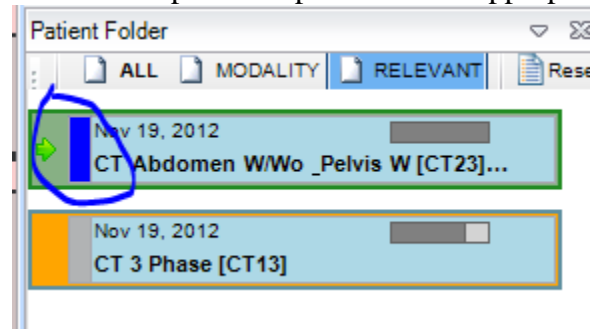 Patient Folder
ALL MODALITY RELEVANT Rese
Nov 19, 2012
CT Abdomen W/Wo _Pelvis W [CT23]...
Nov 19, 2012
CT 3 Phase [CT13]